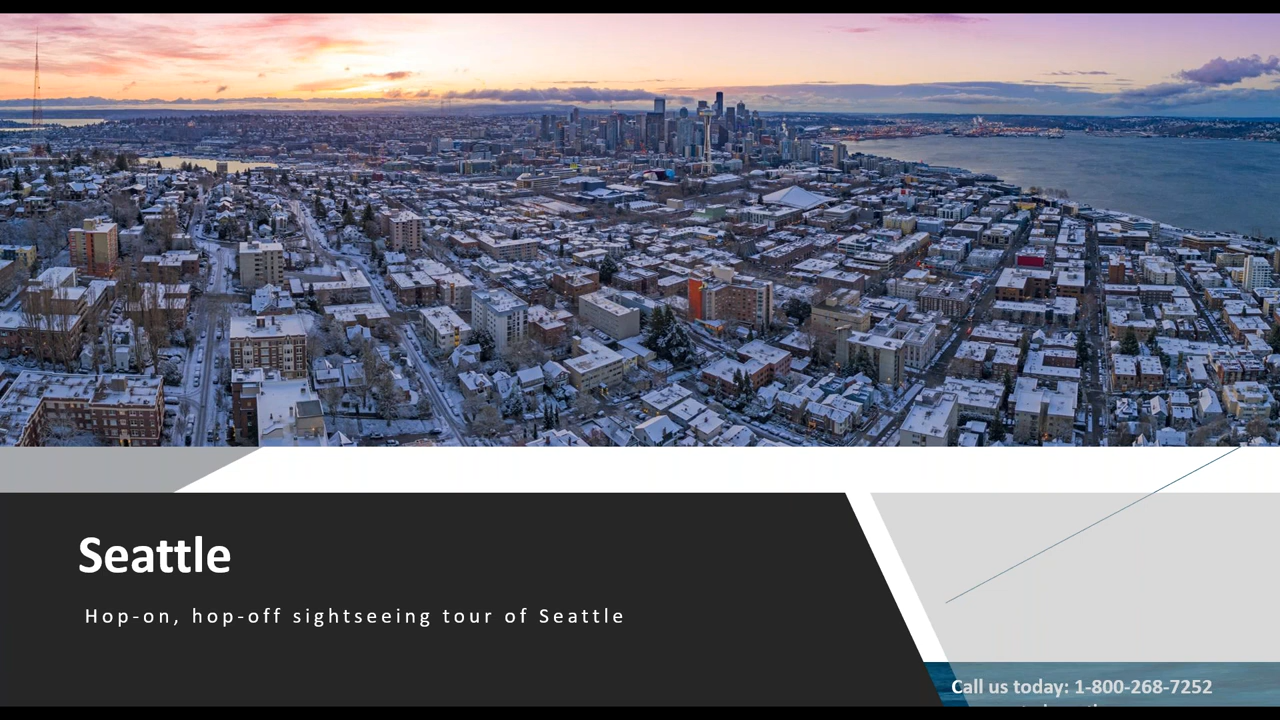 Seattle
Hop-on, hop-off sightseeing tour of Seattle
Call us today: 1-800-268-7252